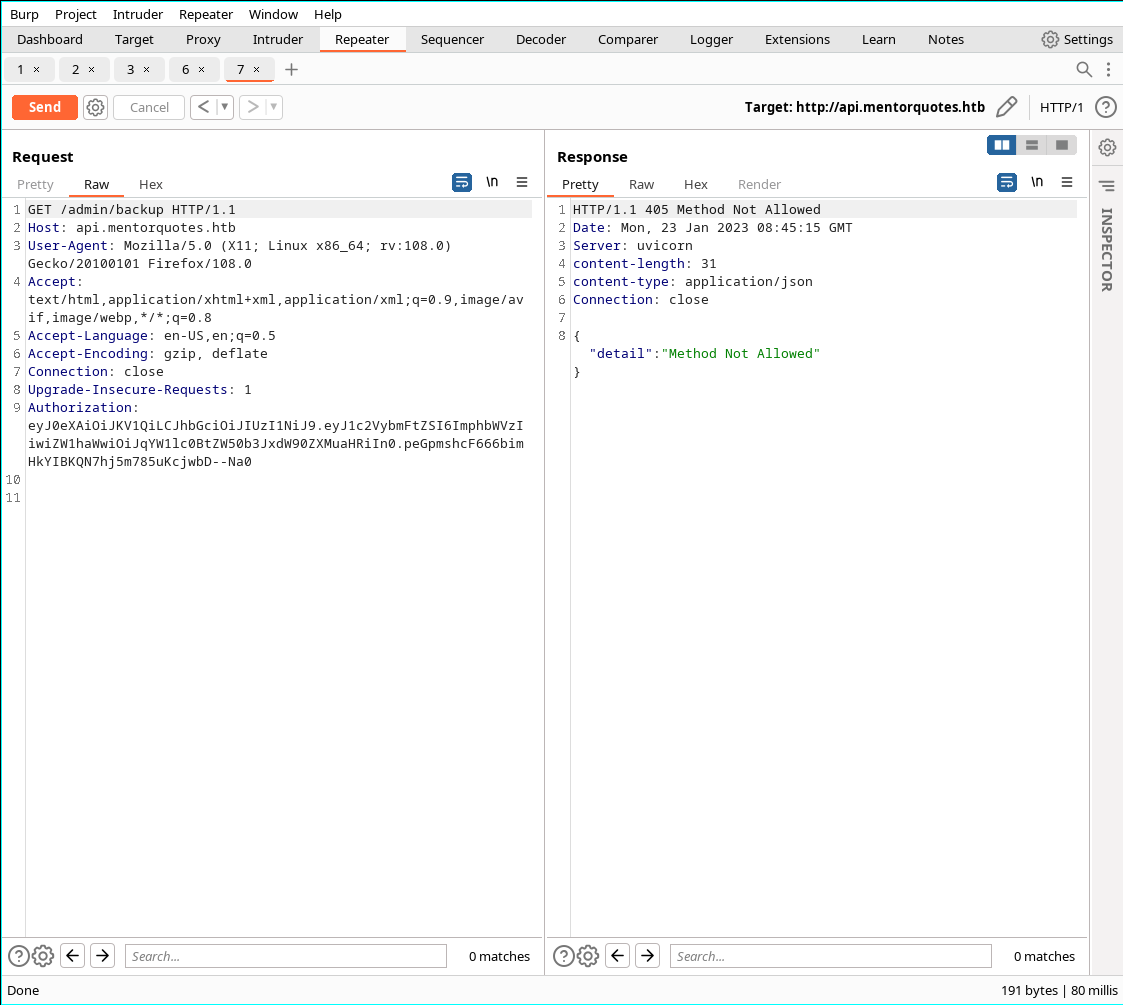 Burp Project Intruder Repeater Window Help
Dashboard Target Proxy Intruder Repeater Sequencer Decoder Comparer Logger Extensions Learn Notes Settings
1 × 2 × 3 × 6 × 7 × +
Send Cancel < > Target: http://api.mentorquotes.htb HTTP/1 ?
Request
Pretty Raw Hex \n
1 GET /admin/backup HTTP/1.1
2 Host: api.mentorquotes.htb
3 User-Agent: Mozilla/5.0 (X11; Linux x86_64; rv:108.0)
Gecko/20100101 Firefox/108.0
4 Accept:
text/html,application/xhtml+xml,application/xml;q=0.9,image/av
if,image/webp,*/*;q=0.8
5 Accept-Language: en-US,en;q=0.5
6 Accept-Encoding: gzip, deflate
7 Connection: close
8 Upgrade-Insecure-Requests: 1
9 Authorization:
eyJ0eXAiOiJKV1QiLCJhbGciOiJIUzI1NiJ9.eyJ1c2VybmFtZSI6ImphbWVzI
iwiZW1haWwiOiJqYW1lc0BtZW50b3JxdW90ZXMuaHRiIn0.peGpmshcF666bim
HkYIBKQN7hj5m785uKcjwbD--Na0
10
11
Search... 0 matches
Response
Pretty Raw Hex Render \n
1 HTTP/1.1 405 Method Not Allowed
2 Date: Mon, 23 Jan 2023 08:45:15 GMT
3 Server: uvicorn
4 content-length: 31
5 content-type: application/json
6 Connection: close
7
8 {
"detail":"Method Not Allowed"
}
Search... 0 matches
INSPECTOR
Done 191 bytes | 80 millis